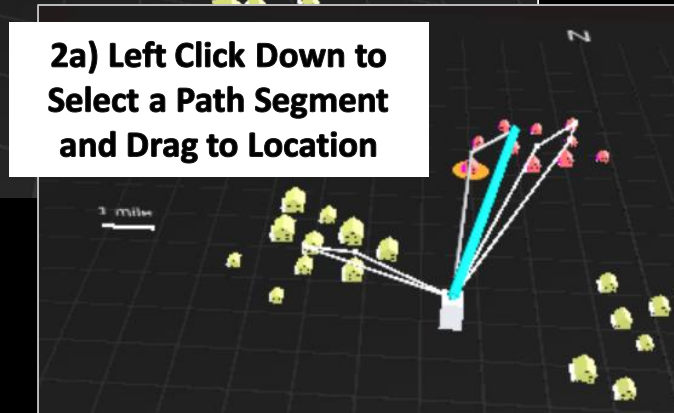 2a) Left Click Down to
Select a Path Segment
and Drag to Location
N
1 mile